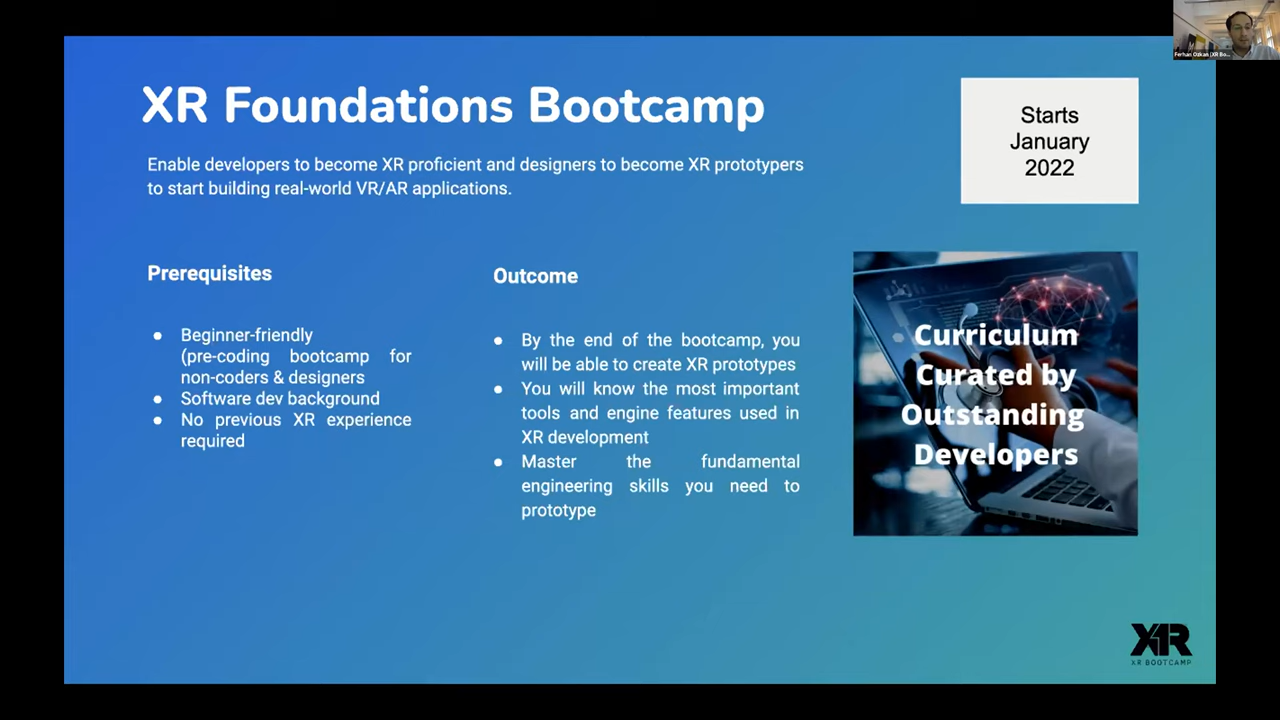 XR Foundations Bootcamp
Enable developers to become XR proficient and designers to become XR prototypers
to start building real-world VR/AR applications.
Starts
January
2022
Prerequisites
● Beginner-friendly
(pre-coding bootcamp for
non-coders & designers
● Software dev background
● No previous XR experience
required
Outcome
● By the end of the bootcamp, you
will be able to create XR prototypes
● You will know the most important
tools and engine features used in
XR development
● Master the fundamental
engineering skills you need to
prototype
Curriculum
Curated by
Outstanding
Developers
XR
XR BOOTCAMP
Ferhan Ozkan (XR Bo...